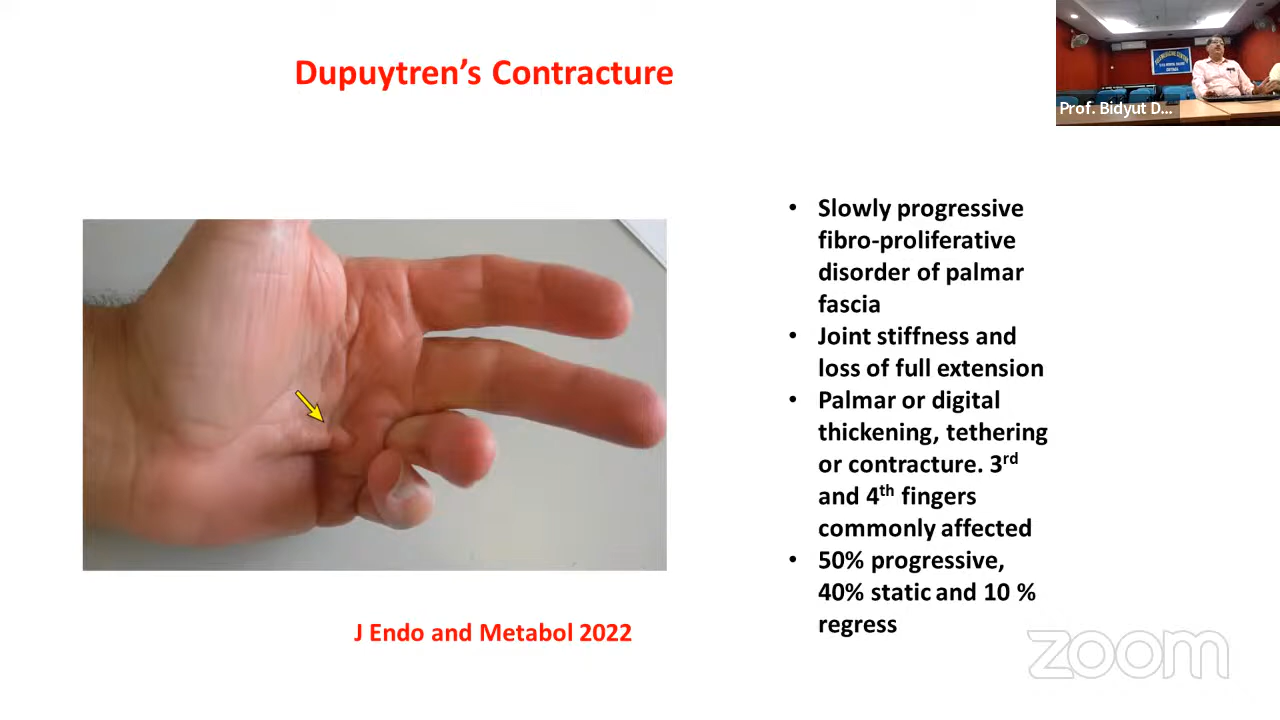 Dupuytren's Contracture
Prof. Bidyut D...
• Slowly progressive
fibro-proliferative
disorder of palmar
fascia
• Joint stiffness and
loss of full extension
• Palmar or digital
thickening, tethering
or contracture. 3rd
and 4th fingers
commonly affected
• 50% progressive,
40% static and 10 %
regress
J Endo and Metabol 2022
zoom